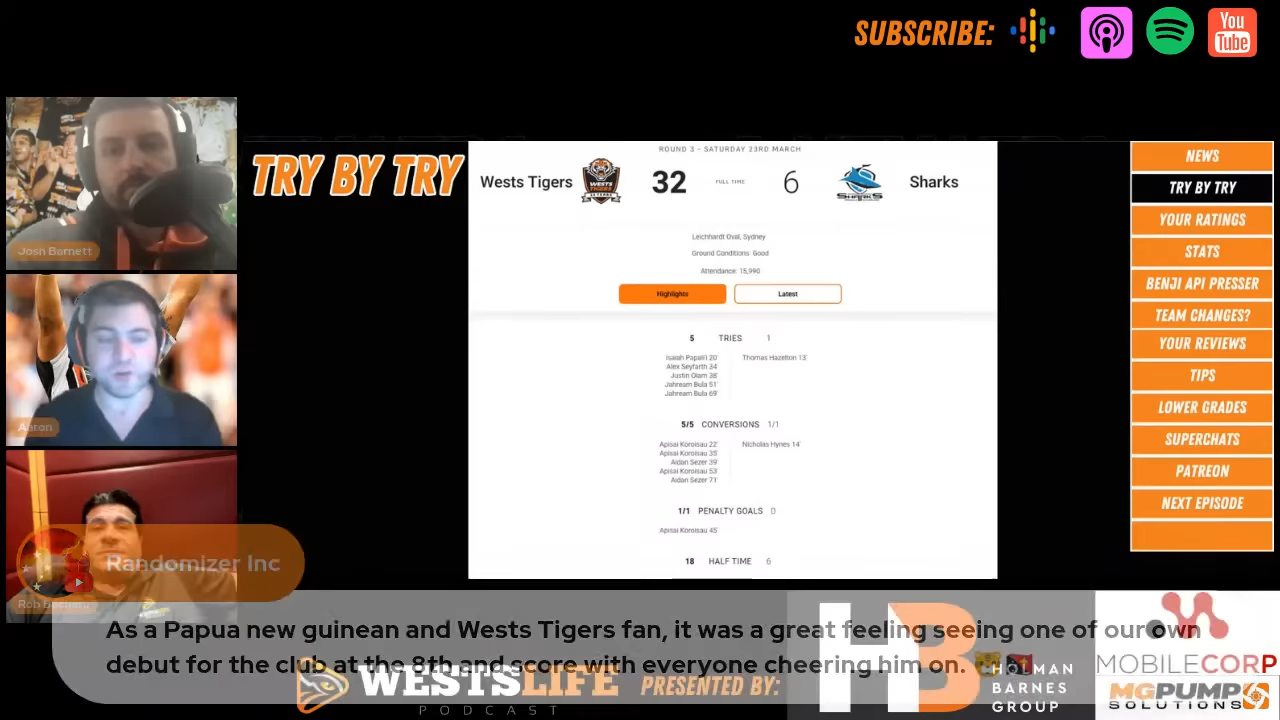 SUBSCRIBE:
You
Tube
TRY BY TRY
ROUND 3 - SATURDAY 23RD MARCH
Wests Tigers
WESTS
TIGERS
32
FULL TIME
6
SHARKS
Sharks
Leichhardt Oval, Sydney
Ground Conditions: Good
Attendance: 15,990
Highlights
Latest
5 TRIES 1
Isaiah Papali'i 20'
Thomas Hazelton 13'
Alex Seyfarth 34'
Justin Olam 38'
Jahream Bula 51'
Jahream Bula 69'
5/5 CONVERSIONS 1/1
Apisai Koroisau 22'
Nicholas Hynes 14'
Apisai Koroisau 35'
Aidan Sezer 39'
Apisai Koroisau 53'
Aidan Sezer 71'
1/1 PENALTY GOALS 0
Apisai Koroisau 45'
18 HALF TIME 6
NEWS
TRY BY TRY
YOUR RATINGS
STATS
BENJI API PRESSER
TEAM CHANGES?
YOUR REVIEWS
TIPS
LOWER GRADES
SUPERCHATS
PATREON
NEXT EPISODE
Josh Barnett
Aaron
Randomizer Inc
As a Papua new guinean and Wests Tigers fan, it was a great feeling seeing one of our own
debut for the club at the 8th and score with everyone cheering him on.
WESTSLIFE
PODCAST
PRESENTED BY:
HB
HOLMAN
BARNES
GROUP
MOBILECORP
MGPUMP
SOLUTIONS